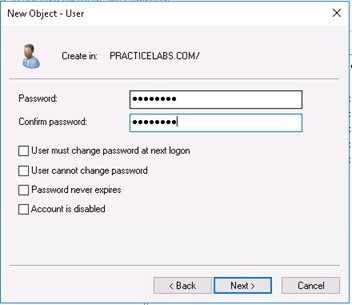 New Object - User
Create in: PRACTICELABS.COM/
Password: ●●●●●●●●
Confirm password: ●●●●●●●●
User must change password at next logon
User cannot change password
Password never expires
Account is disabled
< Back Next > Cancel